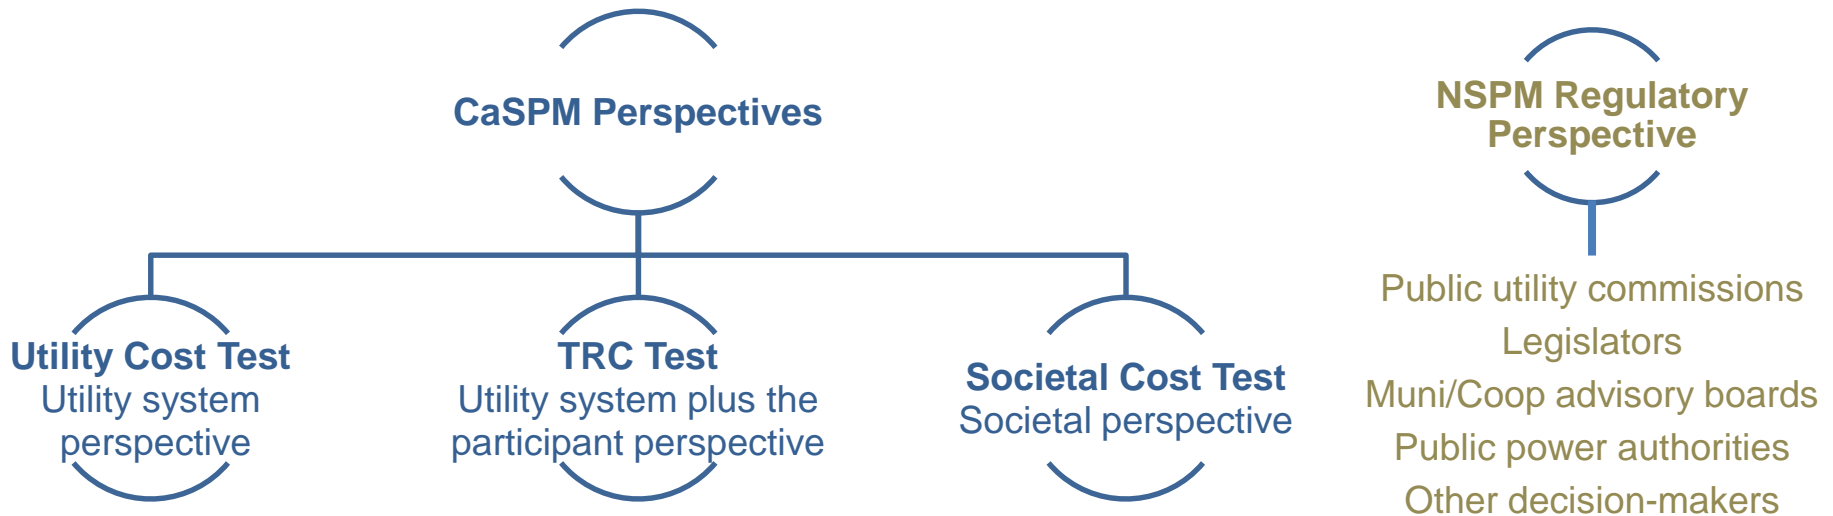 CaSPM Perspectives
Utility Cost Test
Utility system
perspective
TRC Test
Utility system plus the
participant perspective
Societal Cost Test
Societal perspective
NSPM Regulatory
Perspective
Public utility commissions
Legislators
Muni/Coop advisory boards
Public power authorities
Other decision-makers